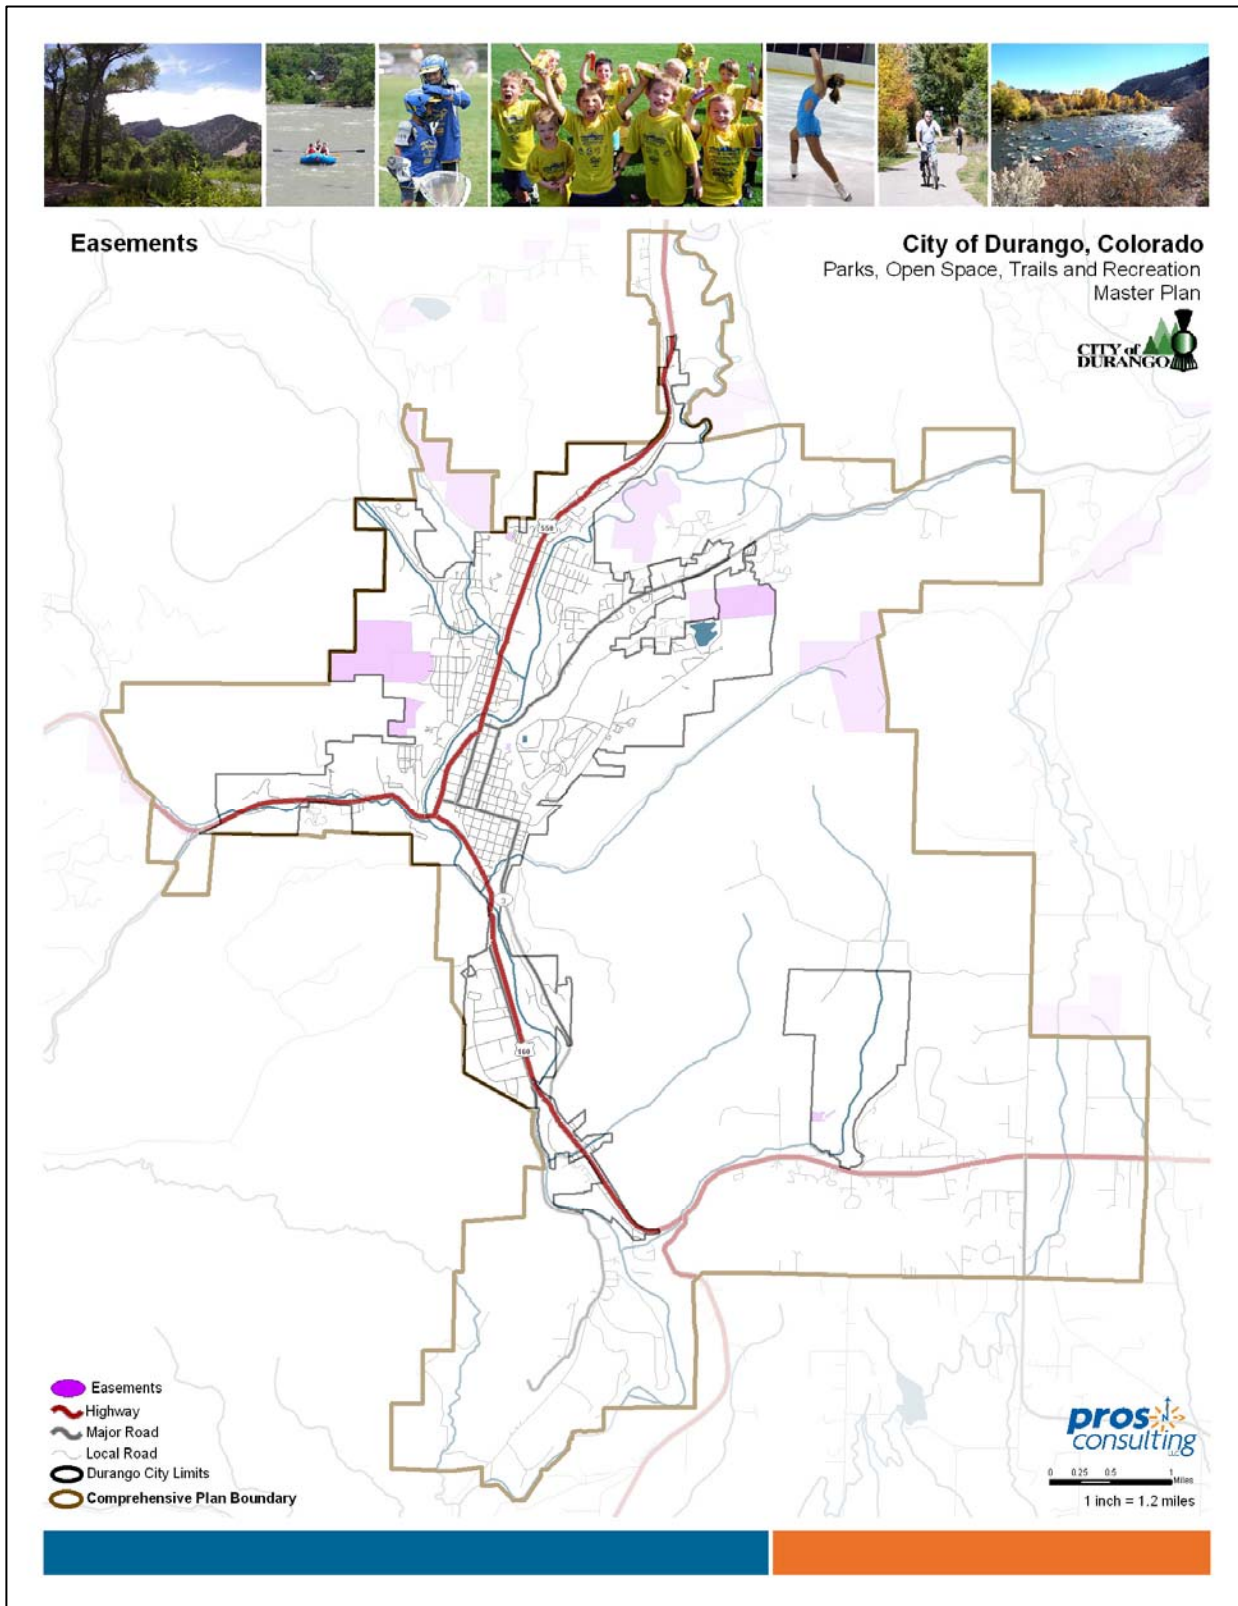 Easements
City of Durango, Colorado
Parks, Open Space, Trails and Recreation
Master Plan
CITY of
DURANGO
550
3
160
Easements
Highway
Major Road
Local Road
Durango City Limits
Comprehensive Plan Boundary
pros
consulting
N
0 0.25 0.5 1
Miles
1 inch = 1.2 miles